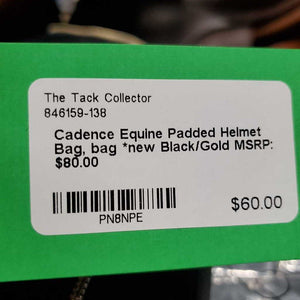 The Tack Collector
846159-138
Cadence Equine Padded Helmet
Bag, bag *new Black/Gold MSRP:
$80.00
PN8NPE
$60.00